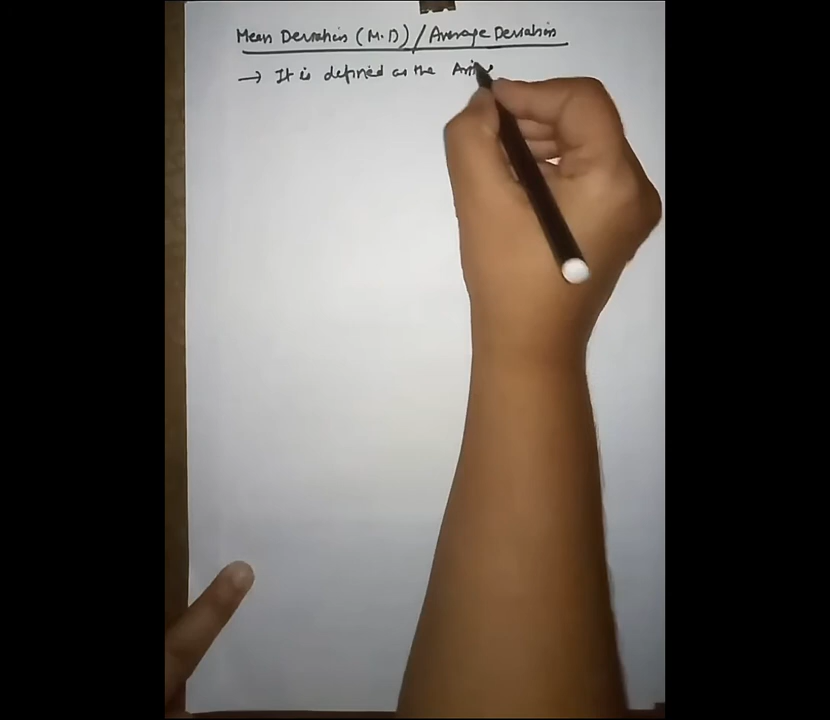 Mean Deviation (M.D) / Average Deviation
→ It is defined as the